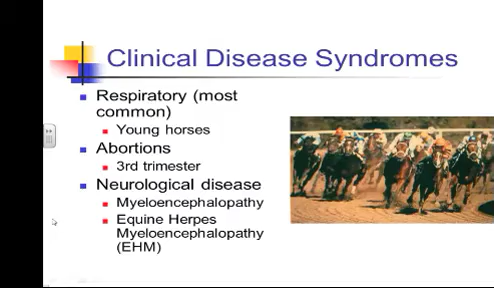 Clinical Disease Syndromes
Respiratory (most
common)
Young horses
Abortions
3rd trimester
Neurological disease
Myeloencephalopathy
Equine Herpes
Myeloencephalopathy
(EHM)